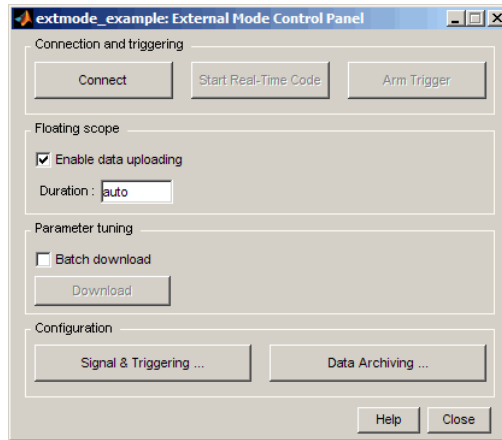 extmode_example: External Mode Control Panel
Connection and triggering
Connect
Start Real-Time Code
Arm Trigger
Floating scope
Enable data uploading
Duration : auto
Parameter tuning
Batch download
Download
Configuration
Signal & Triggering ...
Data Archiving ...
Help
Close